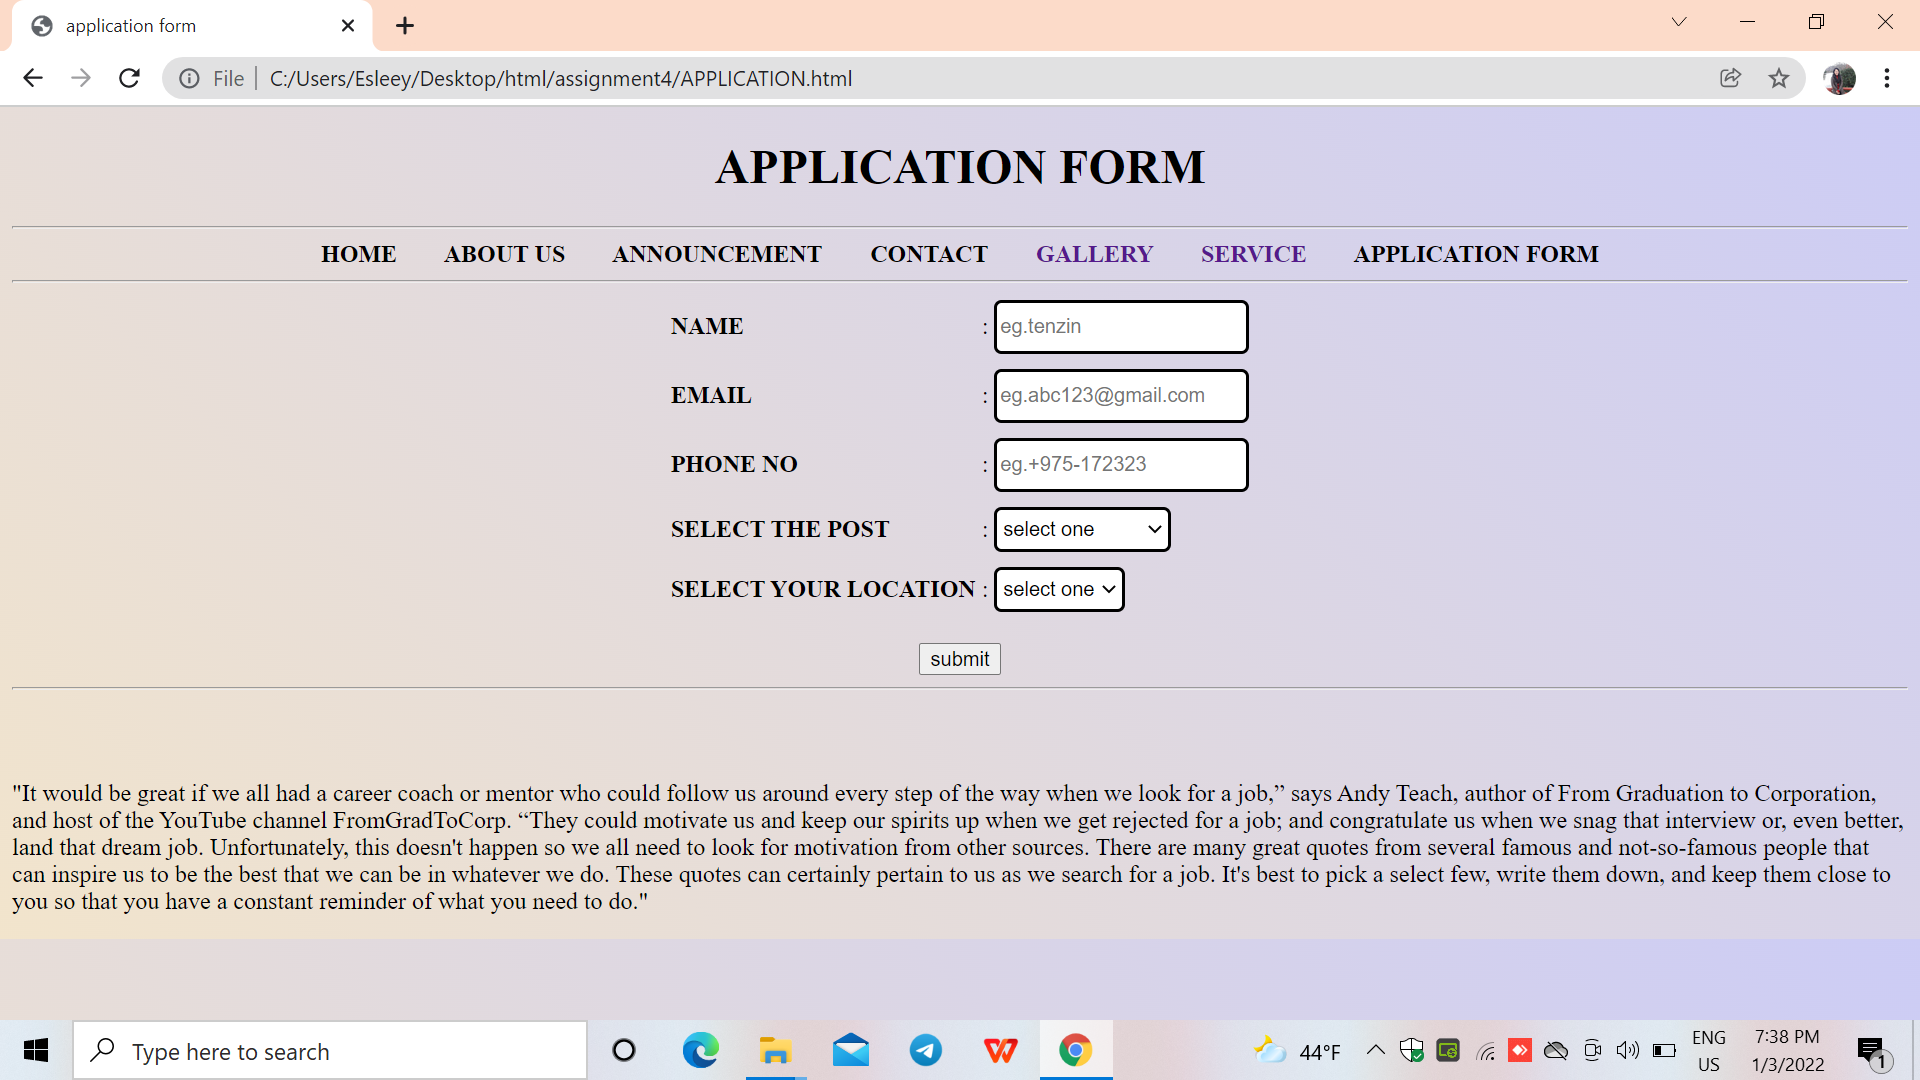 application form
File C:/Users/Esleey/Desktop/html/assignment4/APPLICATION.html
APPLICATION FORM
HOME ABOUT US ANNOUNCEMENT CONTACT GALLERY SERVICE APPLICATION FORM
NAME : eg.tenzin
EMAIL : eg.abc123@gmail.com
PHONE NO : eg.+975-172323
SELECT THE POST : select one
SELECT YOUR LOCATION : select one
submit
"It would be great if we all had a career coach or mentor who could follow us around every step of the way when we look for a job,” says Andy Teach, author of From Graduation to Corporation,
and host of the YouTube channel FromGradToCorp. “They could motivate us and keep our spirits up when we get rejected for a job; and congratulate us when we snag that interview or, even better,
land that dream job. Unfortunately, this doesn't happen so we all need to look for motivation from other sources. There are many great quotes from several famous and not-so-famous people that
can inspire us to be the best that we can be in whatever we do. These quotes can certainly pertain to us as we search for a job. It's best to pick a select few, write them down, and keep them close to
you so that you have a constant reminder of what you need to do."
Type here to search
44°F
ENG
US
7:38 PM
1/3/2022
1